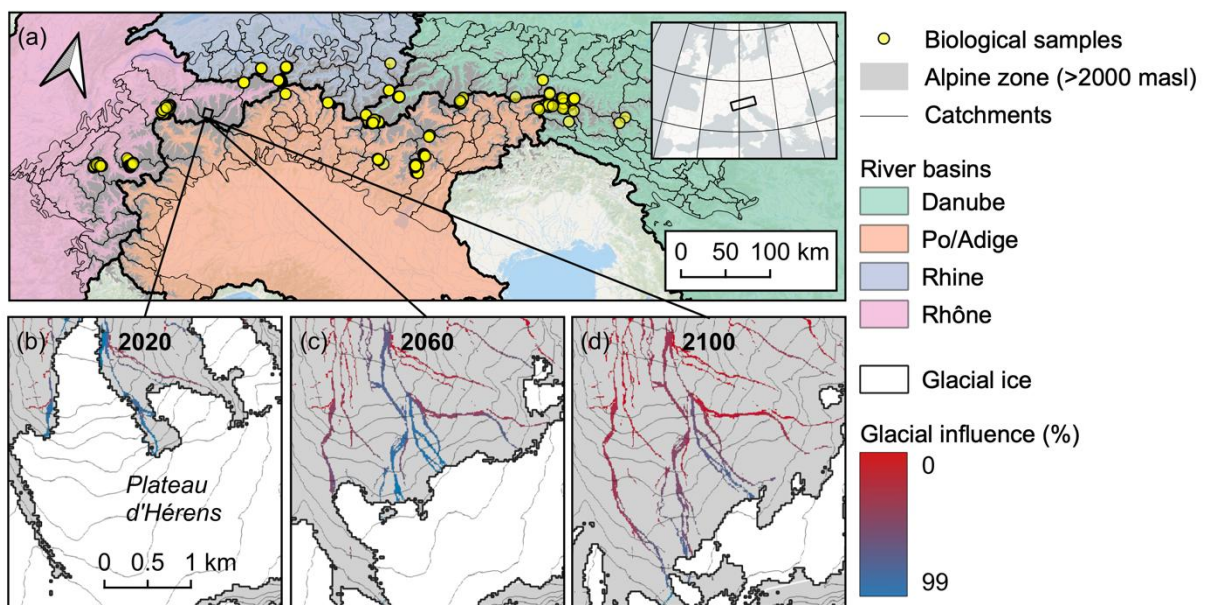 (a)
0 50 100 km
(b)
2020
Plateau
d'Hérens
0 0.5 1 km
(c)
2060
(d)
2100
Biological samples
Alpine zone (>2000 masl)
Catchments
River basins
Danube
Po/Adige
Rhine
Rhône
Glacial ice
Glacial influence (%)
0
99